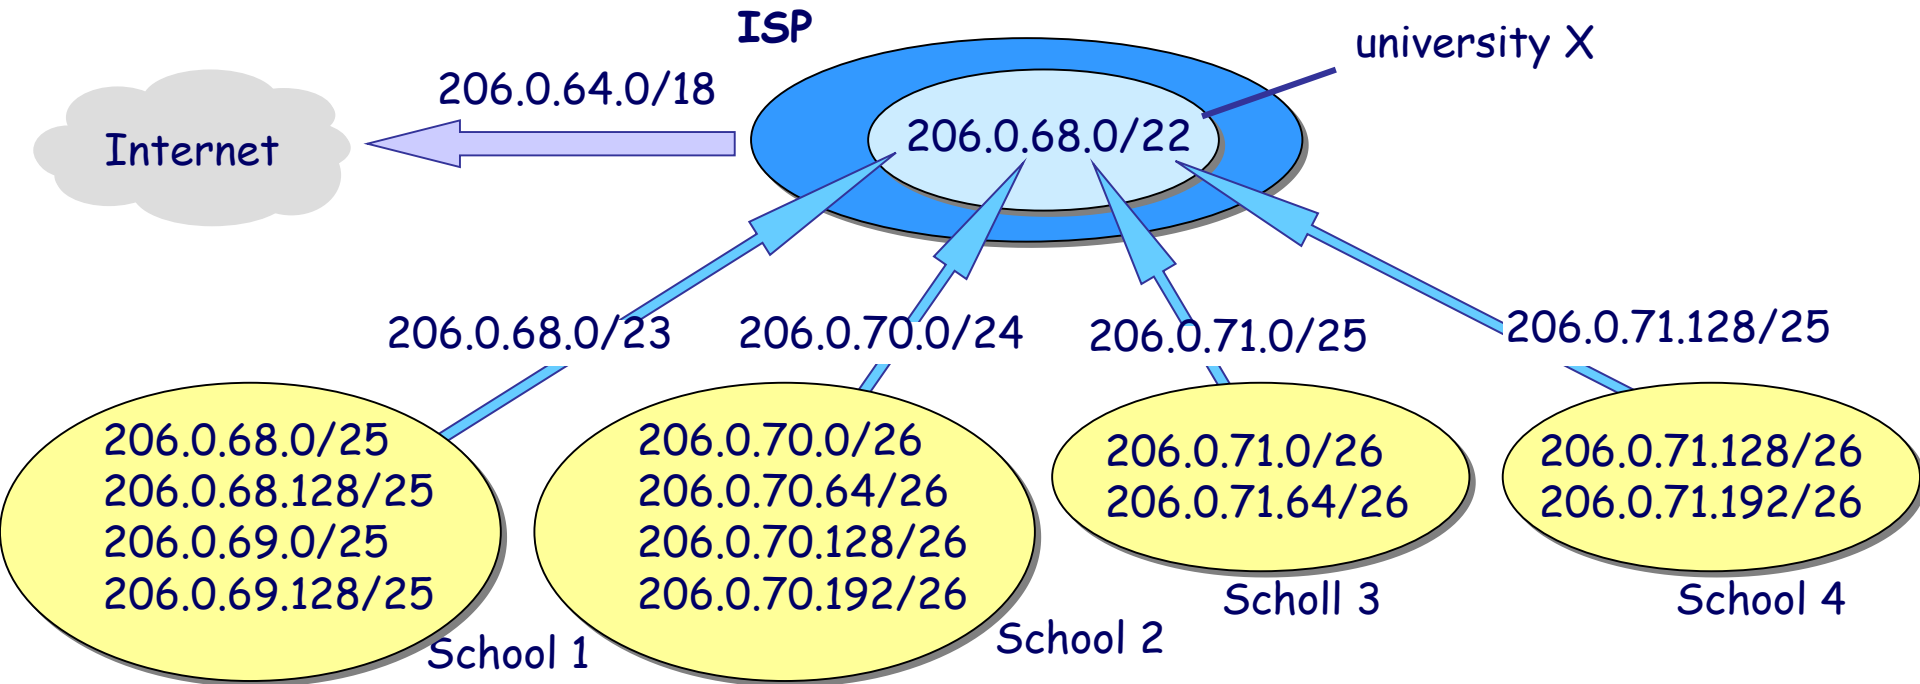 ISP
university X
206.0.64.0/18
Internet
206.0.68.0/22
206.0.68.0/23
206.0.70.0/24
206.0.71.0/25
206.0.71.128/25
206.0.68.0/25
206.0.68.128/25
206.0.69.0/25
206.0.69.128/25
School 1
206.0.70.0/26
206.0.70.64/26
206.0.70.128/26
206.0.70.192/26
School 2
206.0.71.0/26
206.0.71.64/26
Scholl 3
206.0.71.128/26
206.0.71.192/26
School 4